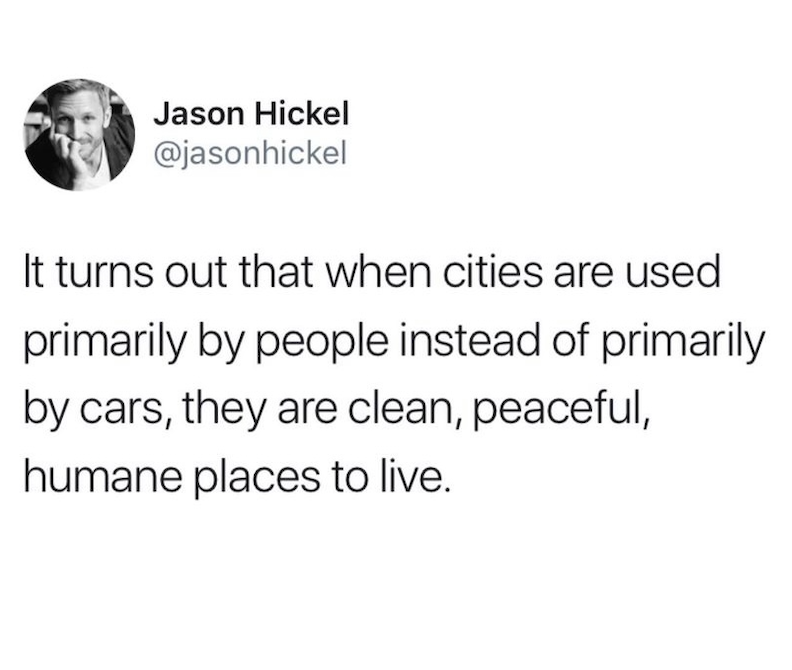 Jason Hickel
@jasonhickel
It turns out that when cities are used
primarily by people instead of primarily
by cars, they are clean, peaceful,
humane places to live.